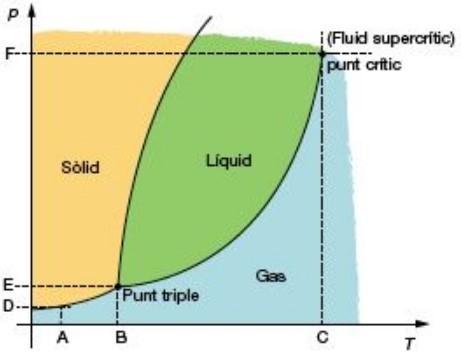 P
F
(Fluid supercrític)
punt crític
Sòlid
Líquid
Gas
E
Punt triple
D
A
B
C
T